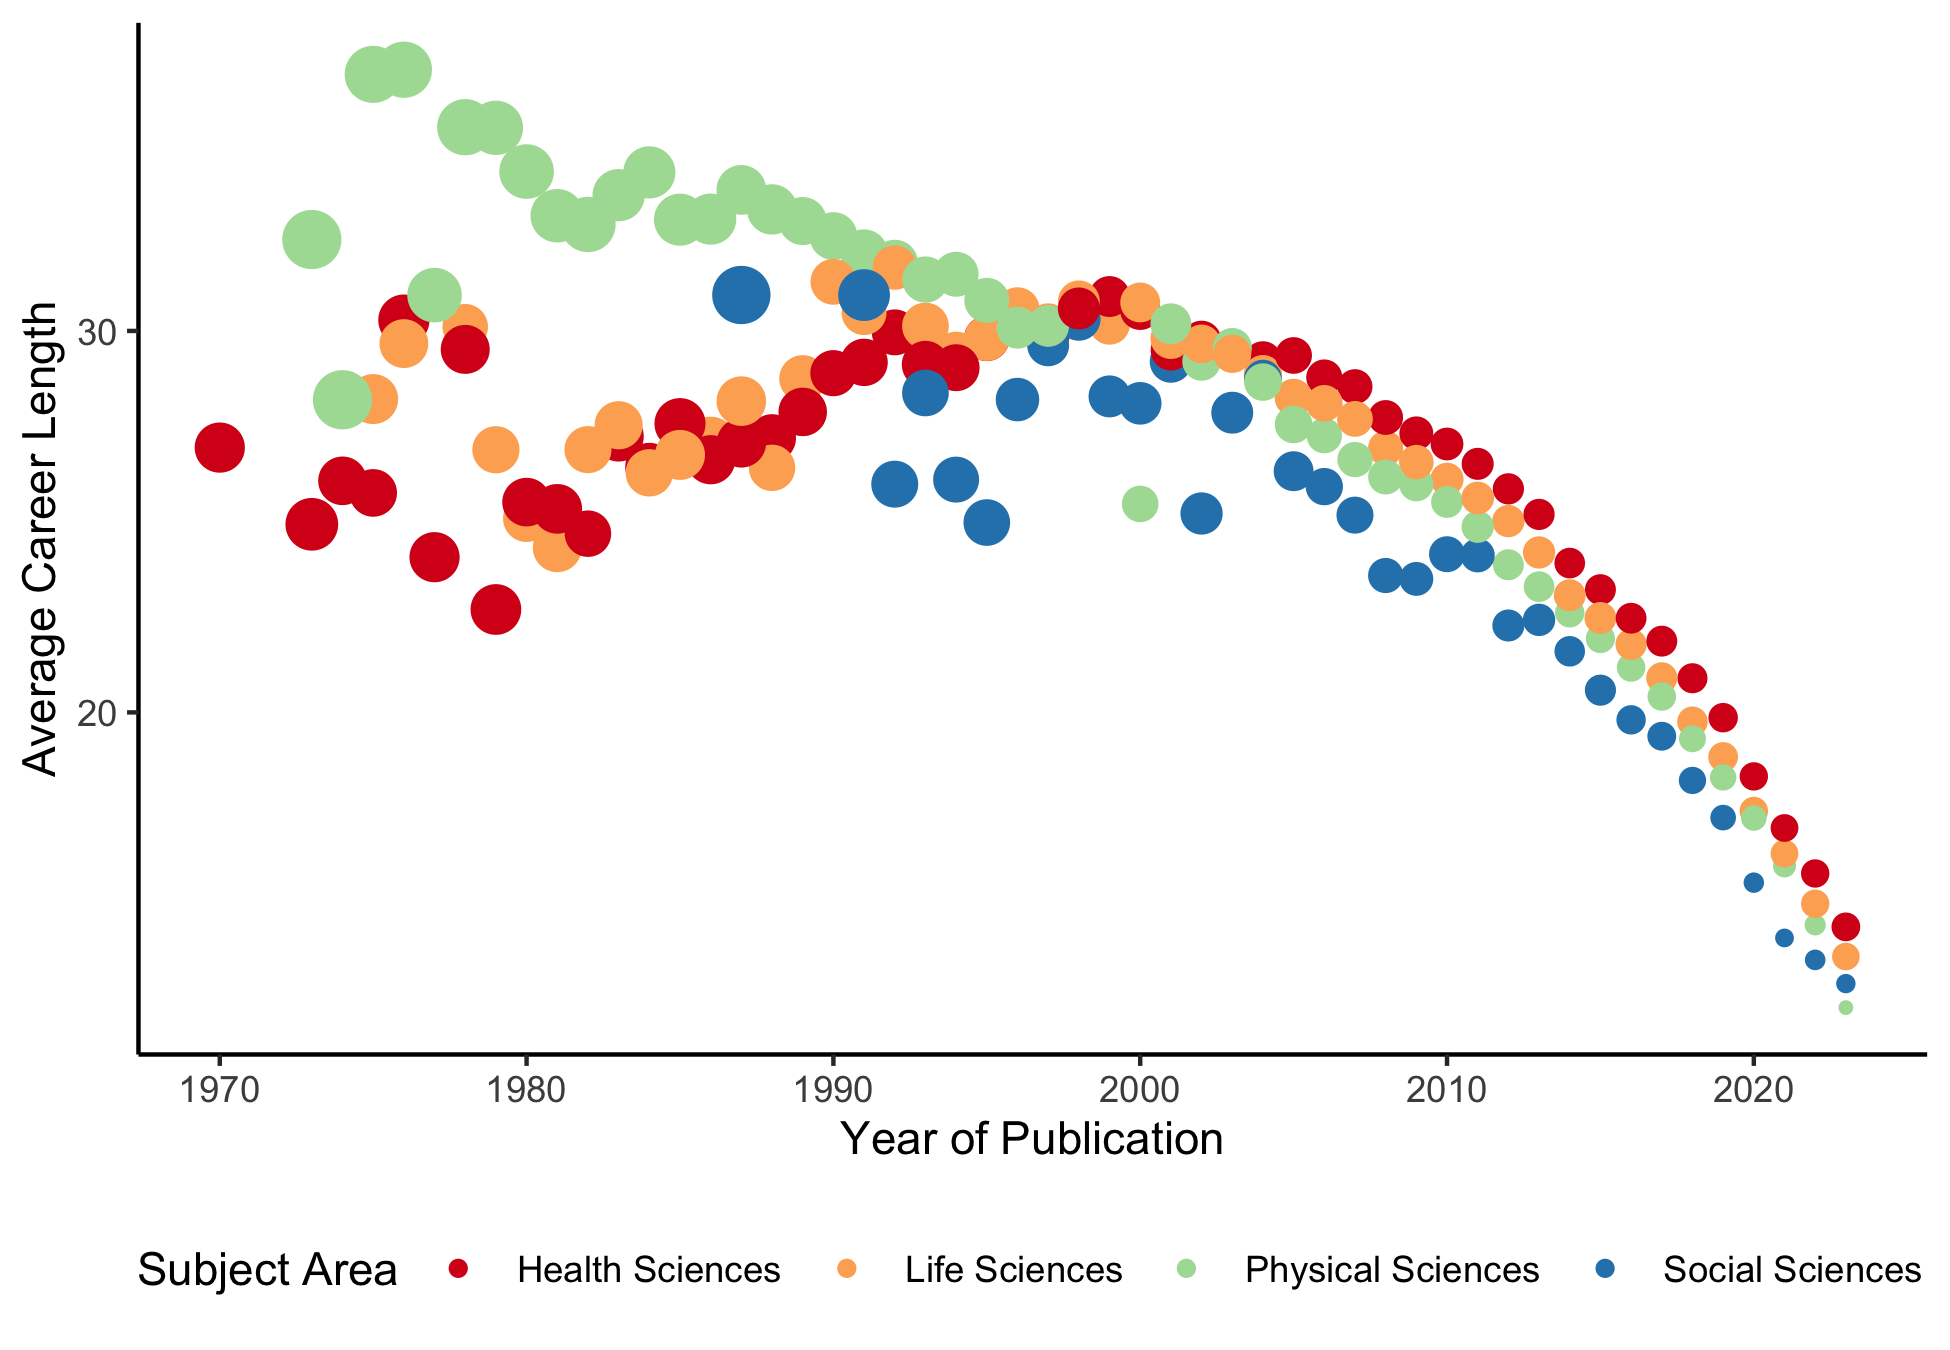 Average Career Length
30
20
1970 1980 1990 2000 2010 2020
Year of Publication
Subject Area Health Sciences Life Sciences Physical Sciences Social Sciences